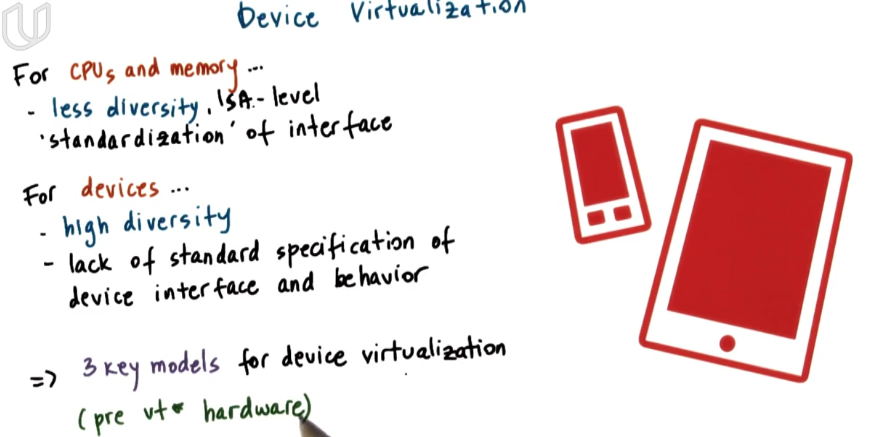 Device Virtualization
For CPUs and memory...
- less diversity, ISA-level
'standardization' of interface
For devices...
- high diversity
- lack of standard specification of
device interface and behavior
=> 3 key models for device virtualization
(pre vt* hardware)